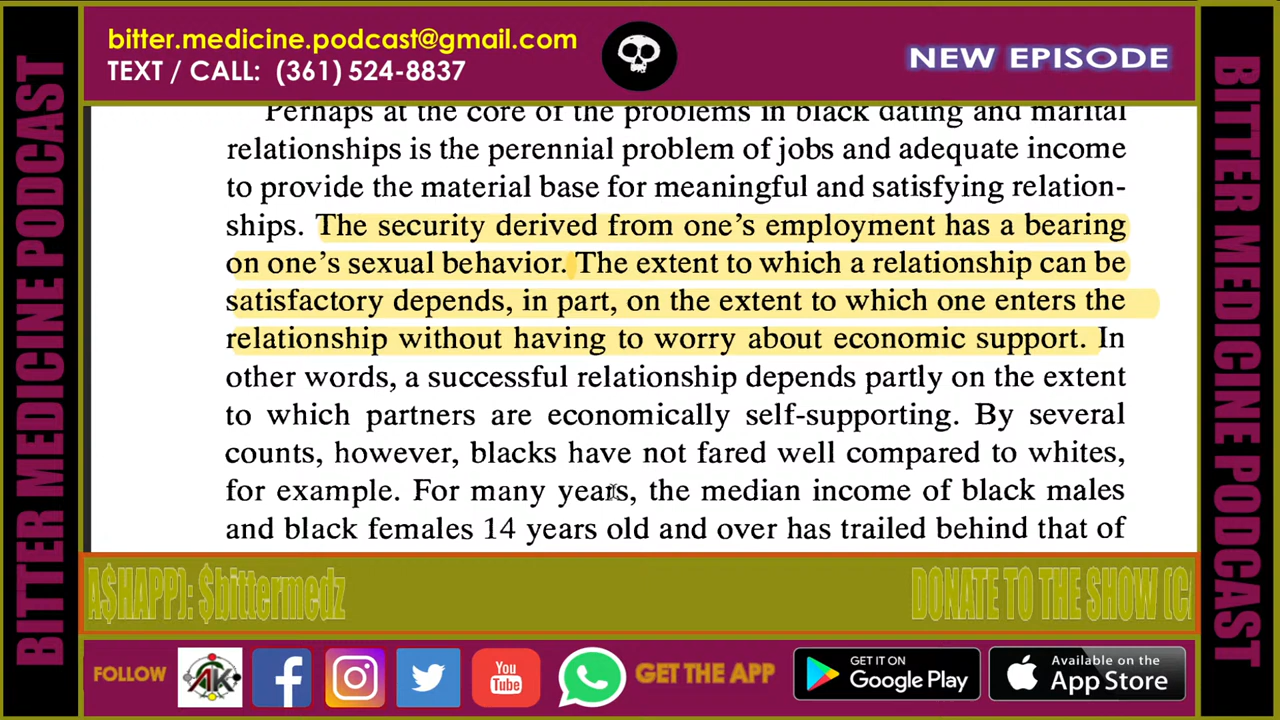 bitter.medicine.podcast@gmail.com
TEXT / CALL: (361) 524-8837
NEW EPISODE
BITTER MEDICINE PODCAST
Perhaps at the core of the problems in black dating and marital
relationships is the perennial problem of jobs and adequate income
to provide the material base for meaningful and satisfying relation-
ships. The security derived from one's employment has a bearing
on one's sexual behavior. The extent to which a relationship can be
satisfactory depends, in part, on the extent to which one enters the
relationship without having to worry about economic support. In
other words, a successful relationship depends partly on the extent
to which partners are economically self-supporting. By several
counts, however, blacks have not fared well compared to whites,
for example. For many years, the median income of black males
and black females 14 years old and over has trailed behind that of
BITTER MEDICINE PODCAST
A$HAPP): $bittermedz
DONATE TO THE SHOW (C
FOLLOW
ATK
You
Tube
GET THE APP
GET IT ON
Google Play
Available on the
App Store